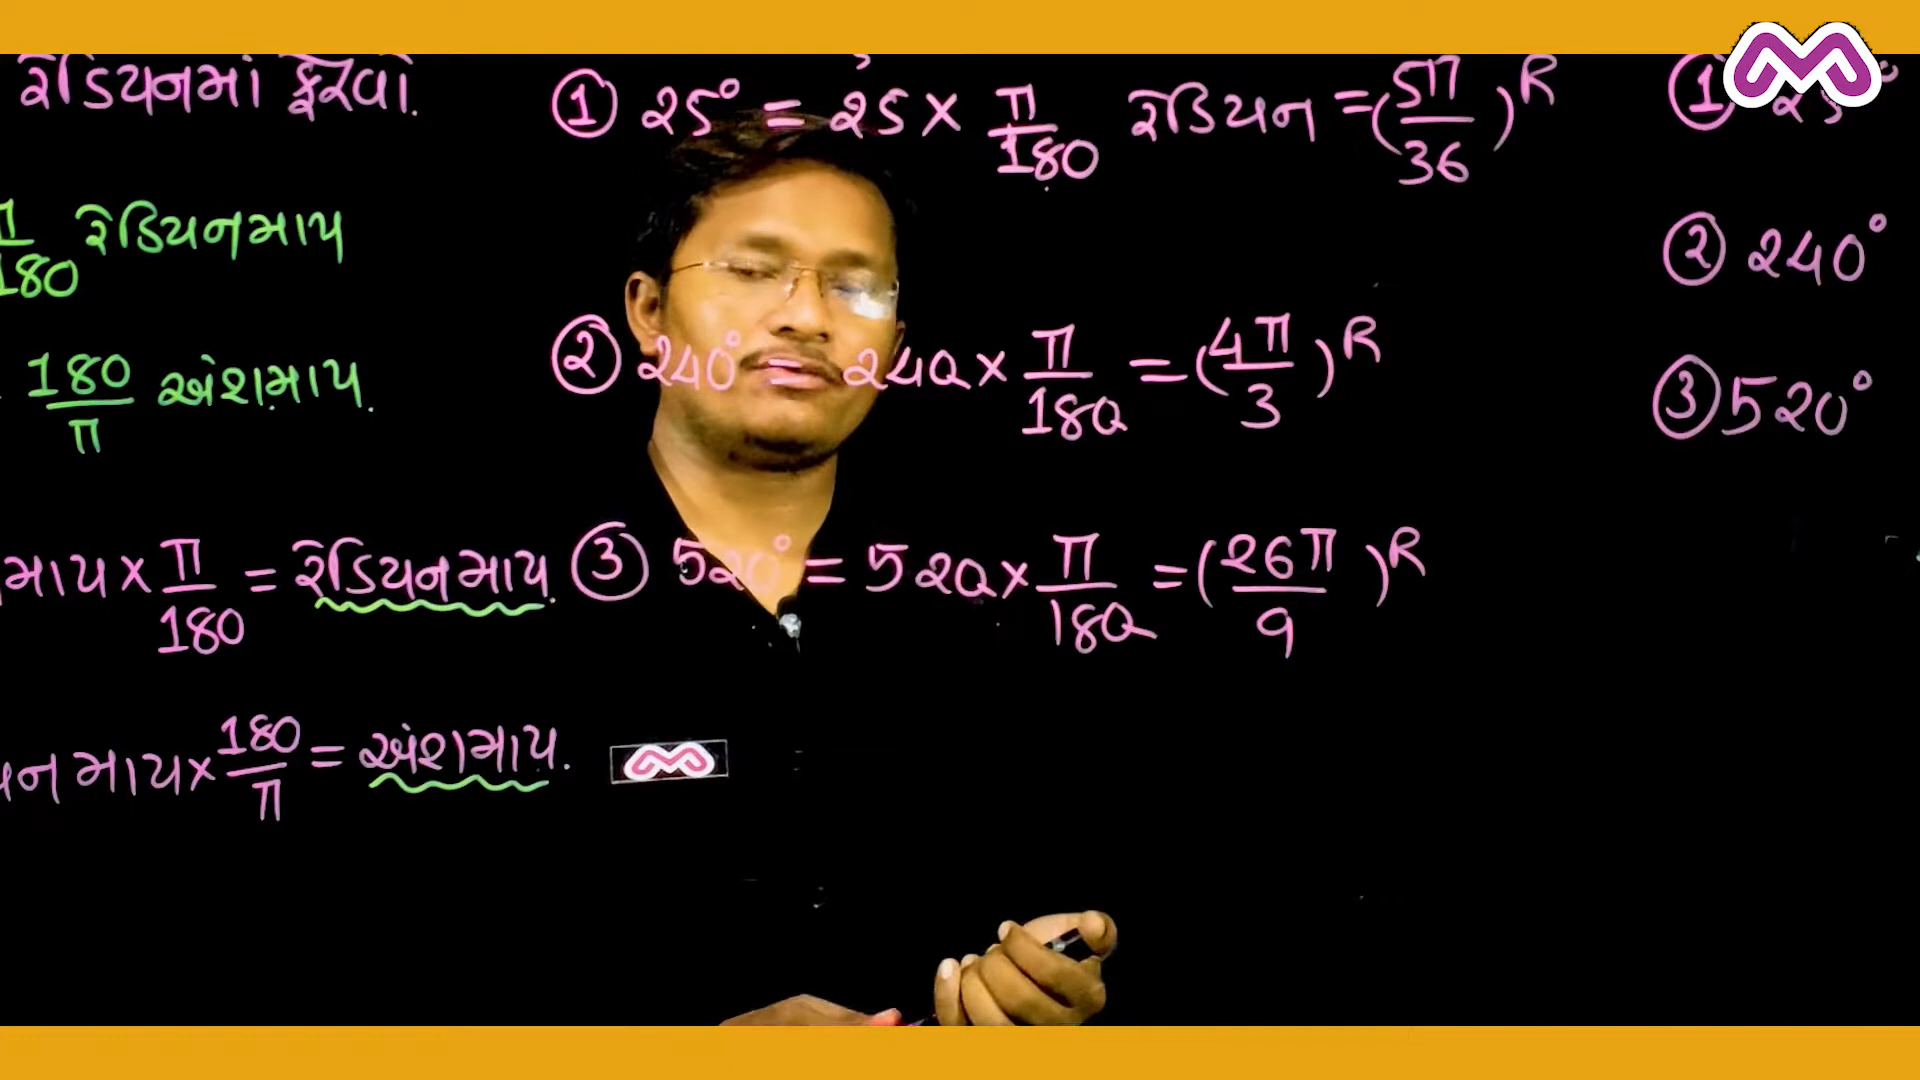 રેડિયનમાં ફેરવો.
π/180 રેડિયનમાપ
180/π અંશમાપ.
માપ × π/180 = રેડિયનમાપ.
યન માપ × 180/π = અંશમાપ.
① 25° = 25 × π/180 રેડિયન = (5π/36)ᴿ
② 240° = 240 × π/180 = (4π/3)ᴿ
③ 520° = 520 × π/180 = (26π/9)ᴿ
① 25°
② 240°
③ 520°